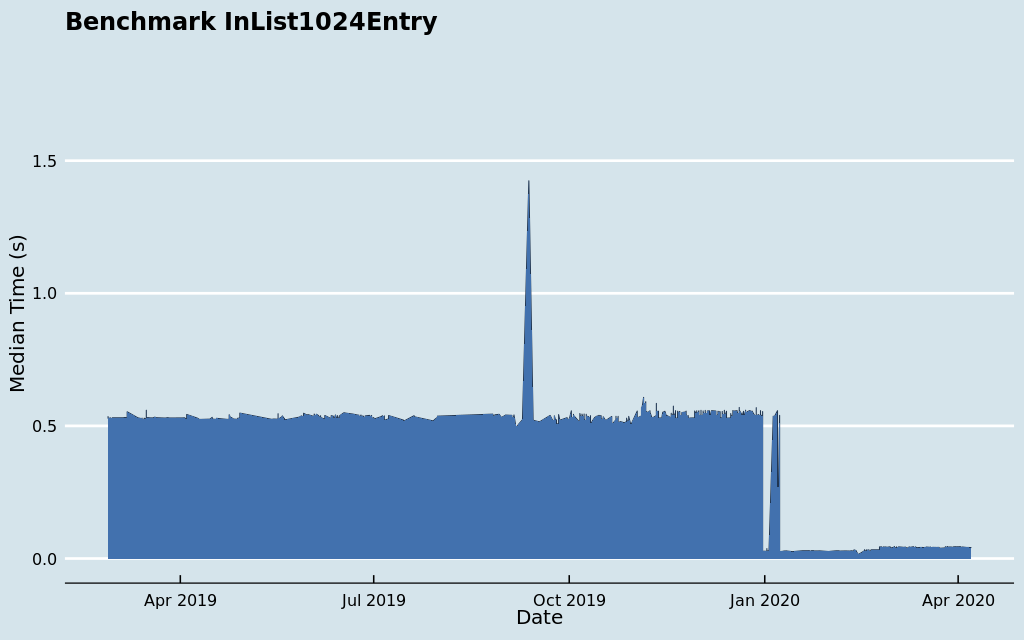 Benchmark InList1024Entry
Median Time (s)
1.5
1.0
0.5
0.0
Apr 2019
Jul 2019
Oct 2019
Jan 2020
Apr 2020
Date